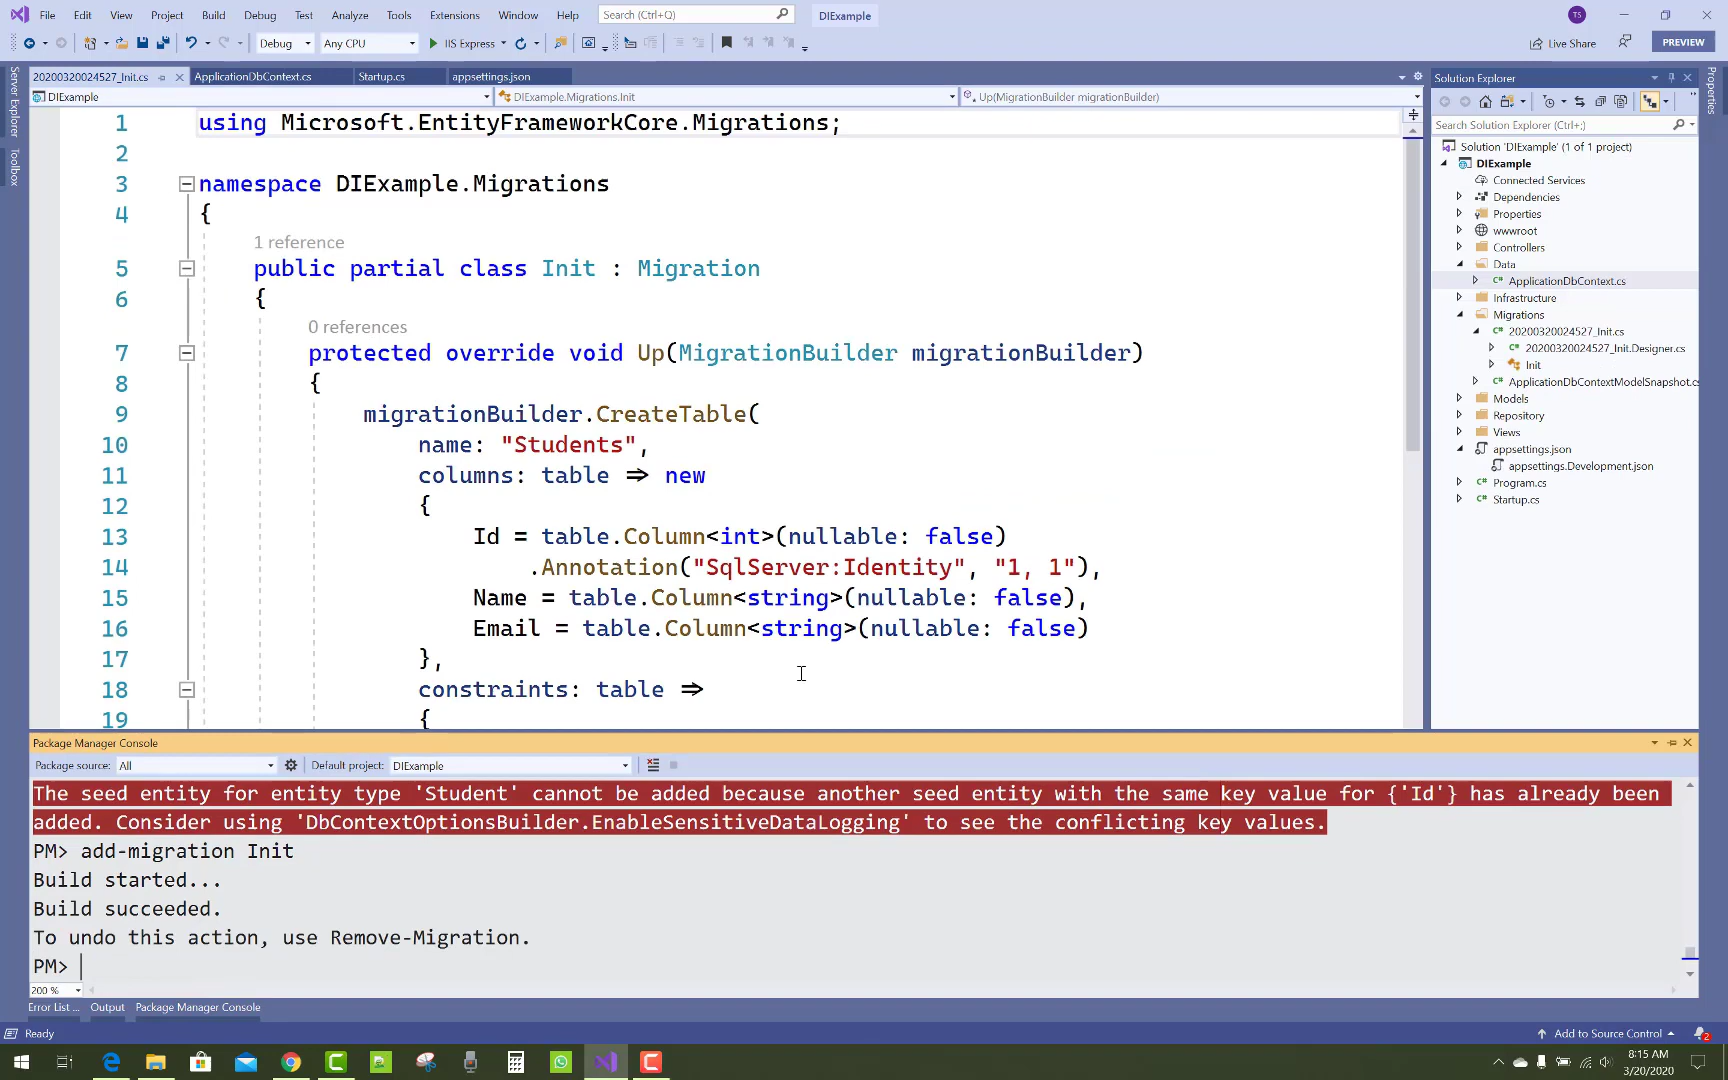 File Edit View Project Build Debug Test Analyze Tools Extensions Window Help Search (Ctrl+Q) DIExample TS
Debug Any CPU IIS Express Live Share PREVIEW
20200320024527_Init.cs ApplicationDbContext.cs Startup.cs appsettings.json
DIExample DIExample.Migrations.Init Up(MigrationBuilder migrationBuilder)
Server Explorer
Toolbox
1 using Microsoft.EntityFrameworkCore.Migrations;
2
3 namespace DIExample.Migrations
4 {
1 reference
5 public partial class Init : Migration
6 {
0 references
7 protected override void Up(MigrationBuilder migrationBuilder)
8 {
9 migrationBuilder.CreateTable(
10 name: "Students",
11 columns: table => new
12 {
13 Id = table.Column<int>(nullable: false)
14 .Annotation("SqlServer:Identity", "1, 1"),
15 Name = table.Column<string>(nullable: false),
16 Email = table.Column<string>(nullable: false)
17 },
18 constraints: table =>
19 {
Solution Explorer
Search Solution Explorer (Ctrl+;)
Solution 'DIExample' (1 of 1 project)
DIExample
Connected Services
Dependencies
Properties
wwwroot
Controllers
Data
ApplicationDbContext.cs
Infrastructure
Migrations
20200320024527_Init.cs
20200320024527_Init.Designer.cs
Init
ApplicationDbContextModelSnapshot.cs
Models
Repository
Views
appsettings.json
appsettings.Development.json
Program.cs
Startup.cs
Properties
Package Manager Console
Package source: All Default project: DIExample
The seed entity for entity type 'Student' cannot be added because another seed entity with the same key value for {'Id'} has already been
added. Consider using 'DbContextOptionsBuilder.EnableSensitiveDataLogging' to see the conflicting key values.
PM> add-migration Init
Build started...
Build succeeded.
To undo this action, use Remove-Migration.
PM>
200 %
Error List ... Output Package Manager Console
Ready Add to Source Control 2
8:15 AM
3/20/2020